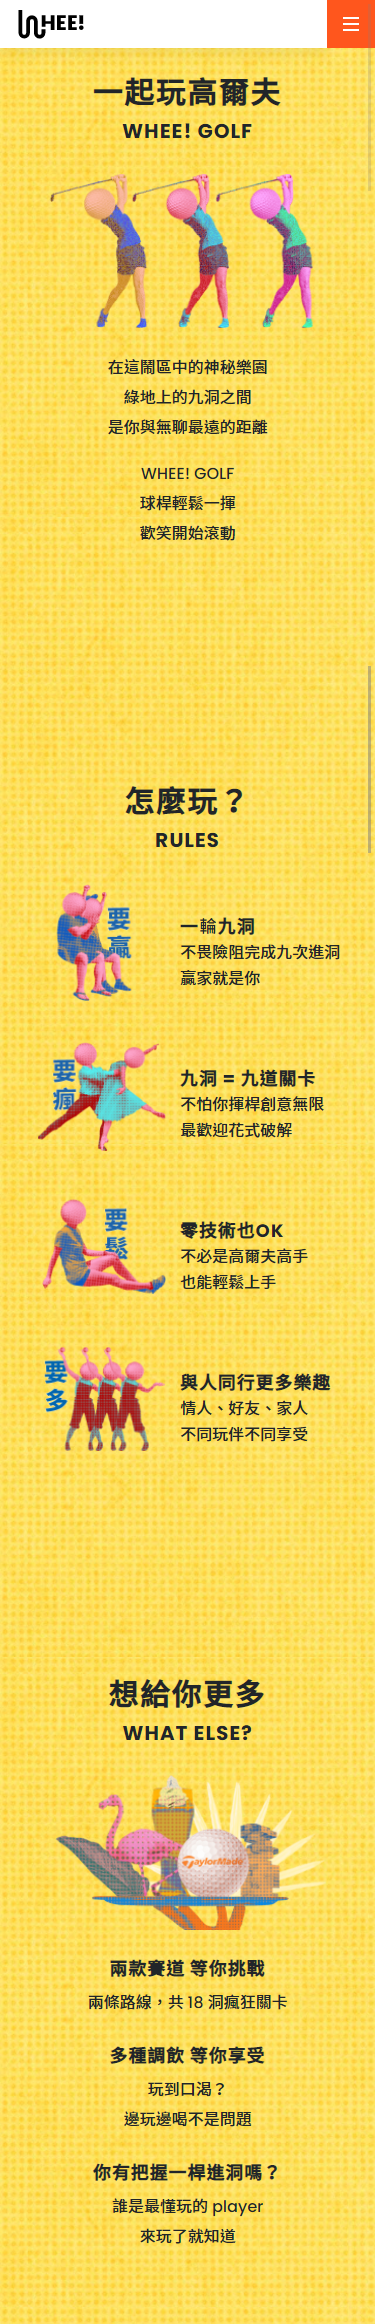 WHEE!
一起玩高爾夫
WHEE! GOLF
在這鬧區中的神秘樂園
綠地上的九洞之間
是你與無聊最遠的距離
WHEE! GOLF
球桿輕鬆一揮
歡笑開始滾動
怎麼玩？
RULES
要贏
一輪九洞
不畏險阻完成九次進洞
贏家就是你
要瘋
九洞 = 九道關卡
不怕你揮桿創意無限
最歡迎花式破解
要鬆
零技術也OK
不必是高爾夫高手
也能輕鬆上手
要多
與人同行更多樂趣
情人、好友、家人
不同玩伴不同享受
想給你更多
WHAT ELSE?
TaylorMade
兩款賽道 等你挑戰
兩條路線，共 18 洞瘋狂關卡
多種調飲 等你享受
玩到口渴？
邊玩邊喝不是問題
你有把握一桿進洞嗎？
誰是最懂玩的 player
來玩了就知道